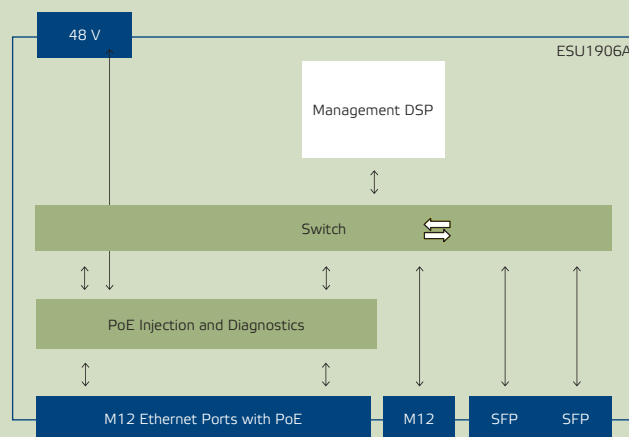 48 V
ESU1906A
Management DSP
Switch
PoE Injection and Diagnostics
M12 Ethernet Ports with PoE
M12
SFP
SFP